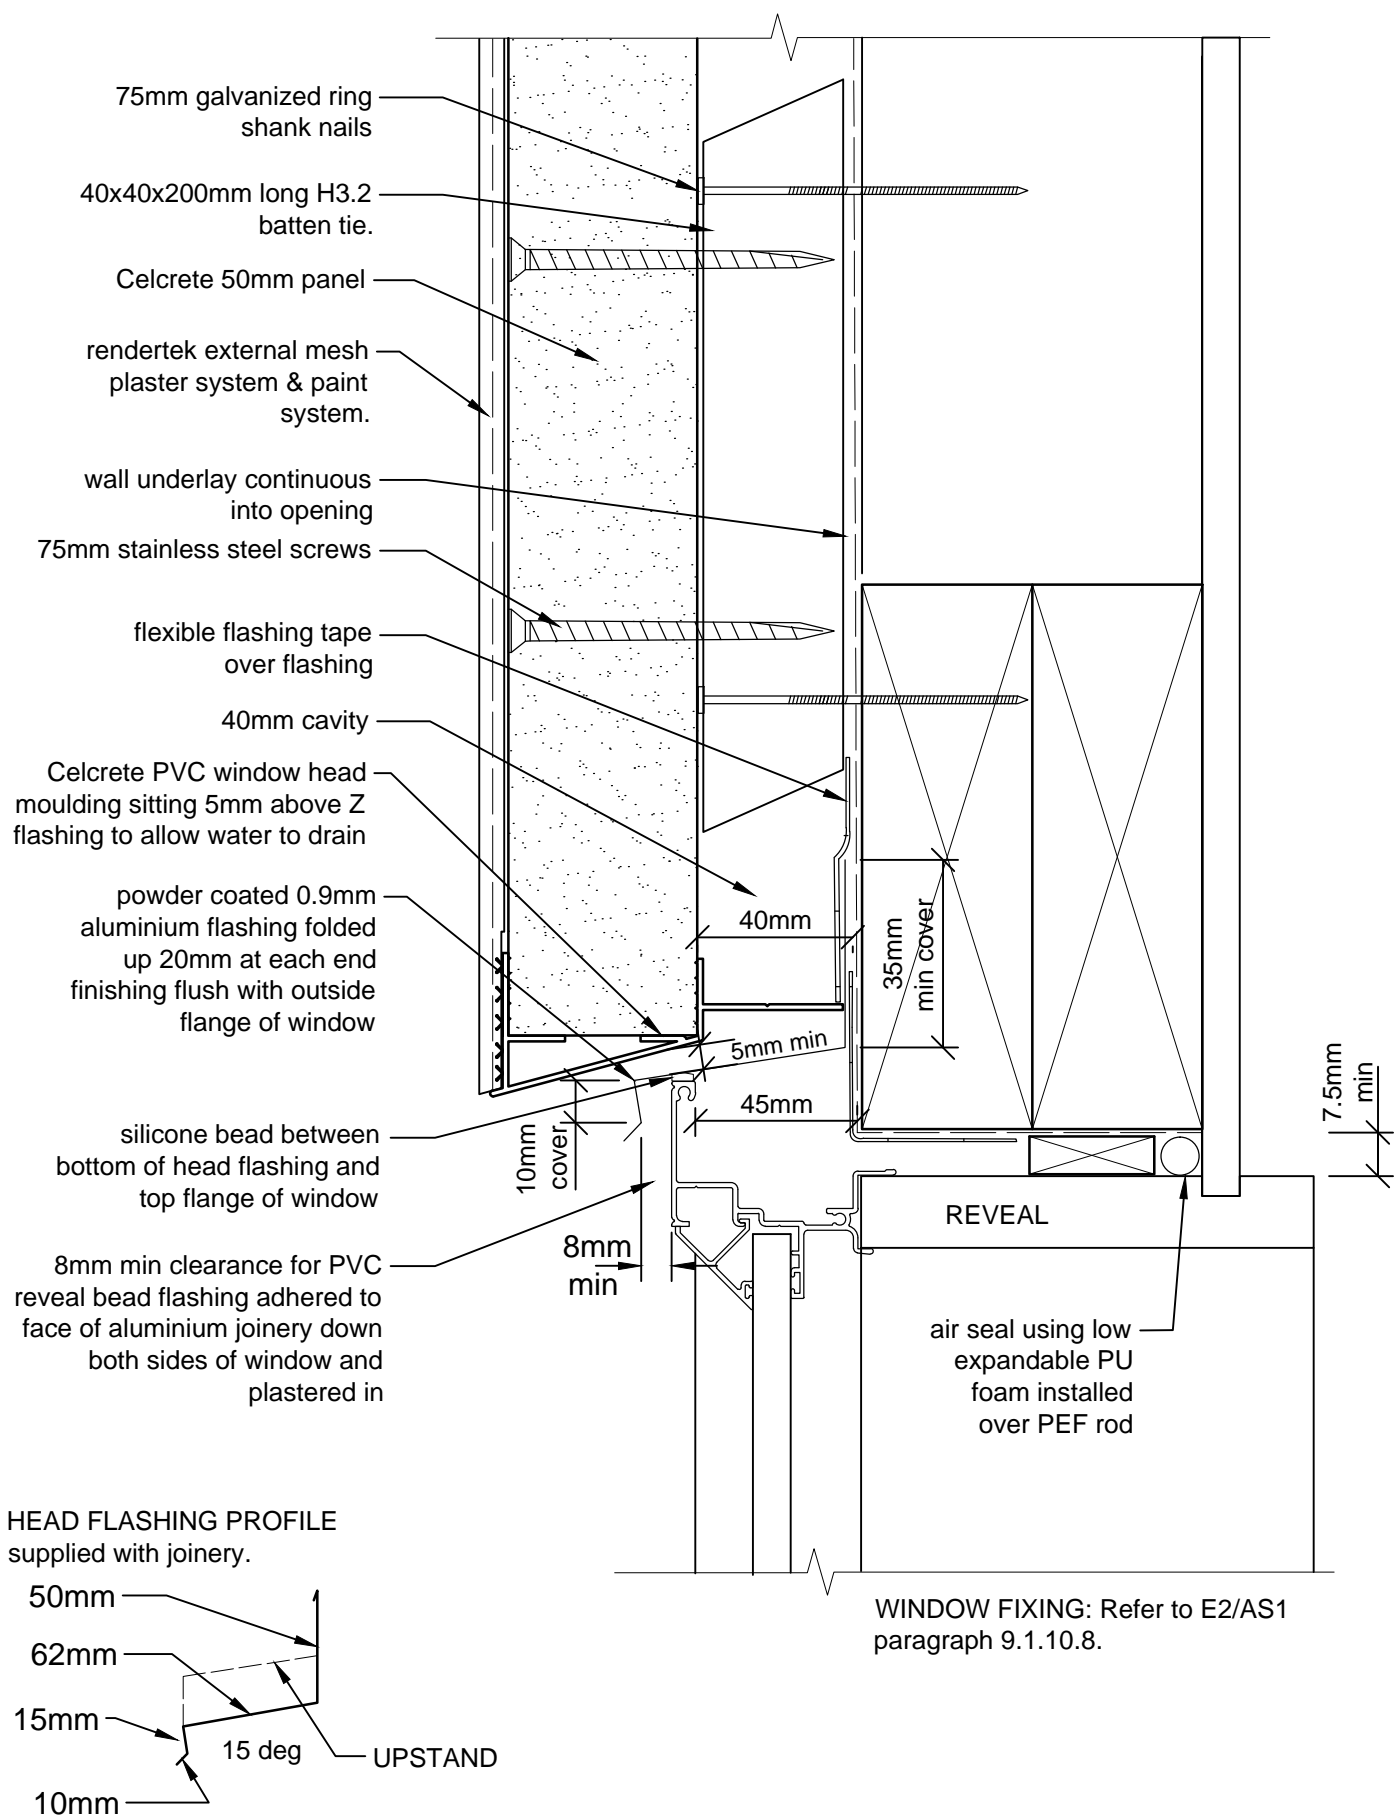 75mm galvanized ring
shank nails
40x40x200mm long H3.2
batten tie.
Celcrete 50mm panel
rendertek external mesh
plaster system & paint
system.
wall underlay continuous
into opening
75mm stainless steel screws
flexible flashing tape
over flashing
40mm cavity
Celcrete PVC window head
moulding sitting 5mm above Z
flashing to allow water to drain
powder coated 0.9mm
aluminium flashing folded
up 20mm at each end
finishing flush with outside
flange of window
silicone bead between
bottom of head flashing and
top flange of window
8mm min clearance for PVC
reveal bead flashing adhered to
face of aluminium joinery down
both sides of window and
plastered in
40mm
35mm
min cover
5mm min
45mm
10mm
cover
8mm
min
7.5mm
min
REVEAL
air seal using low
expandable PU
foam installed
over PEF rod
HEAD FLASHING PROFILE
supplied with joinery.
50mm
62mm
15mm
10mm
15 deg
UPSTAND
WINDOW FIXING: Refer to E2/AS1
paragraph 9.1.10.8.